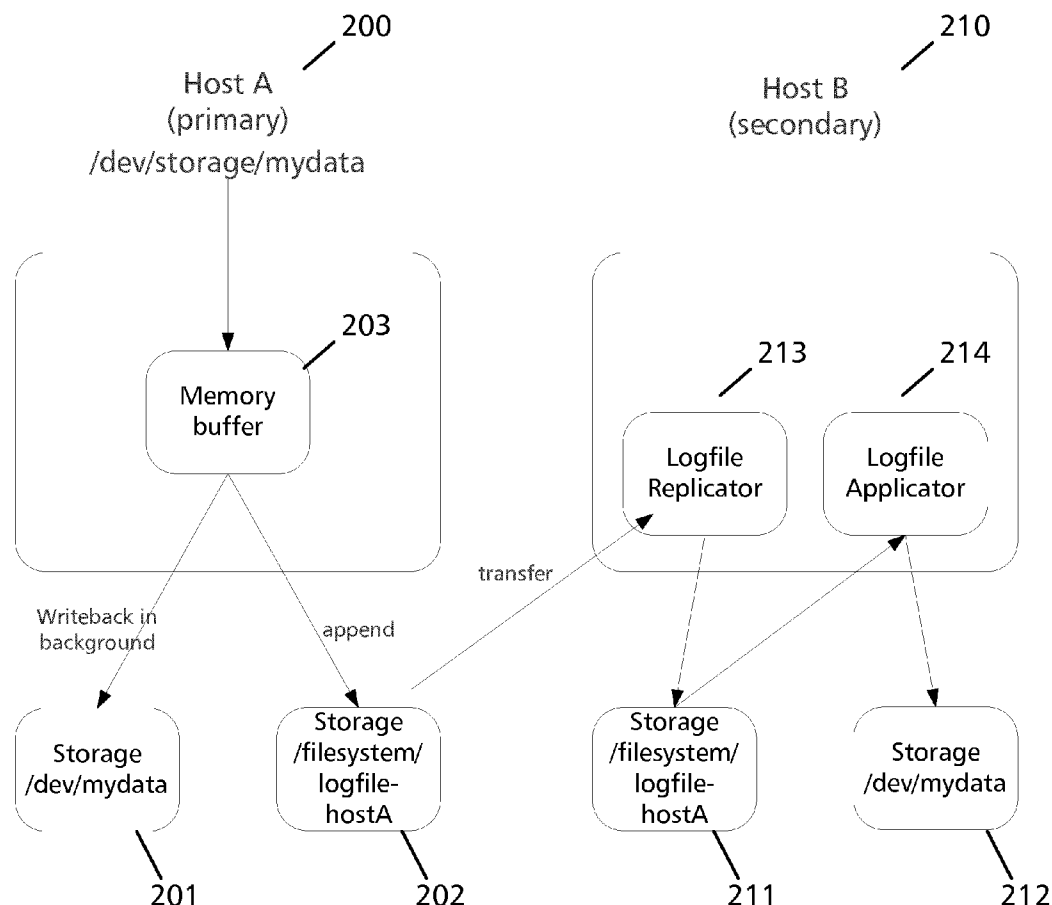 200
210
Host A
(primary)
/dev/storage/mydata
Host B
(secondary)
203
Memory
buffer
213
214
Logfile
Replicator
Logfile
Applicator
transfer
Writeback in
background
append
Storage
/dev/mydata
Storage
/filesystem/
logfile-
hostA
Storage
/filesystem/
logfile-
hostA
Storage
/dev/mydata
201
202
211
212